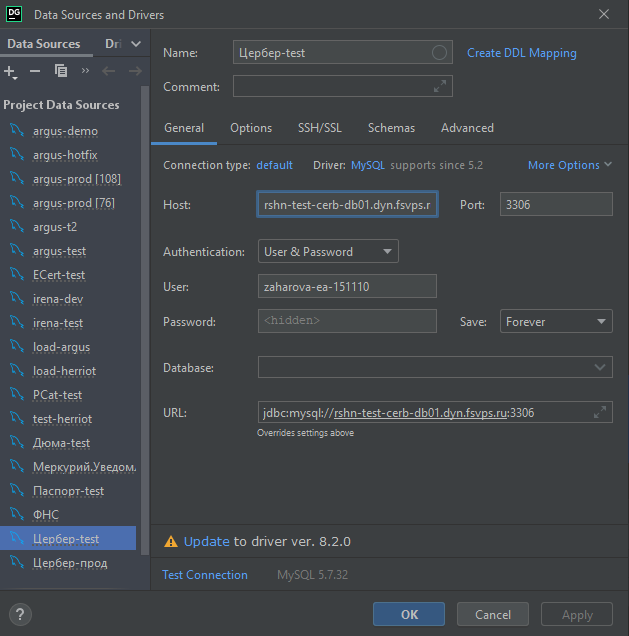 DG Data Sources and Drivers
Data Sources Dri
Project Data Sources
argus-demo
argus-hotfix
argus-prod [108]
argus-prod [76]
argus-t2
argus-test
ECert-test
irena-dev
irena-test
load-argus
load-herriot
PCat-test
test-herriot
Дюма-test
Меркурий.Уведом.
Паспорт-test
ФНС
Цербер-test
Цербер-прод
Name: Цербер-test Create DDL Mapping
Comment:
General Options SSH/SSL Schemas Advanced
Connection type: default Driver: MySQL supports since 5.2 More Options
Host: rshn-test-cerb-db01.dyn.fsvps.r Port: 3306
Authentication: User & Password
User: zaharova-ea-151110
Password: <hidden> Save: Forever
Database:
URL: jdbc:mysql://rshn-test-cerb-db01.dyn.fsvps.ru:3306
Overrides settings above
Update to driver ver. 8.2.0
Test Connection MySQL 5.7.32
? OK Cancel Apply